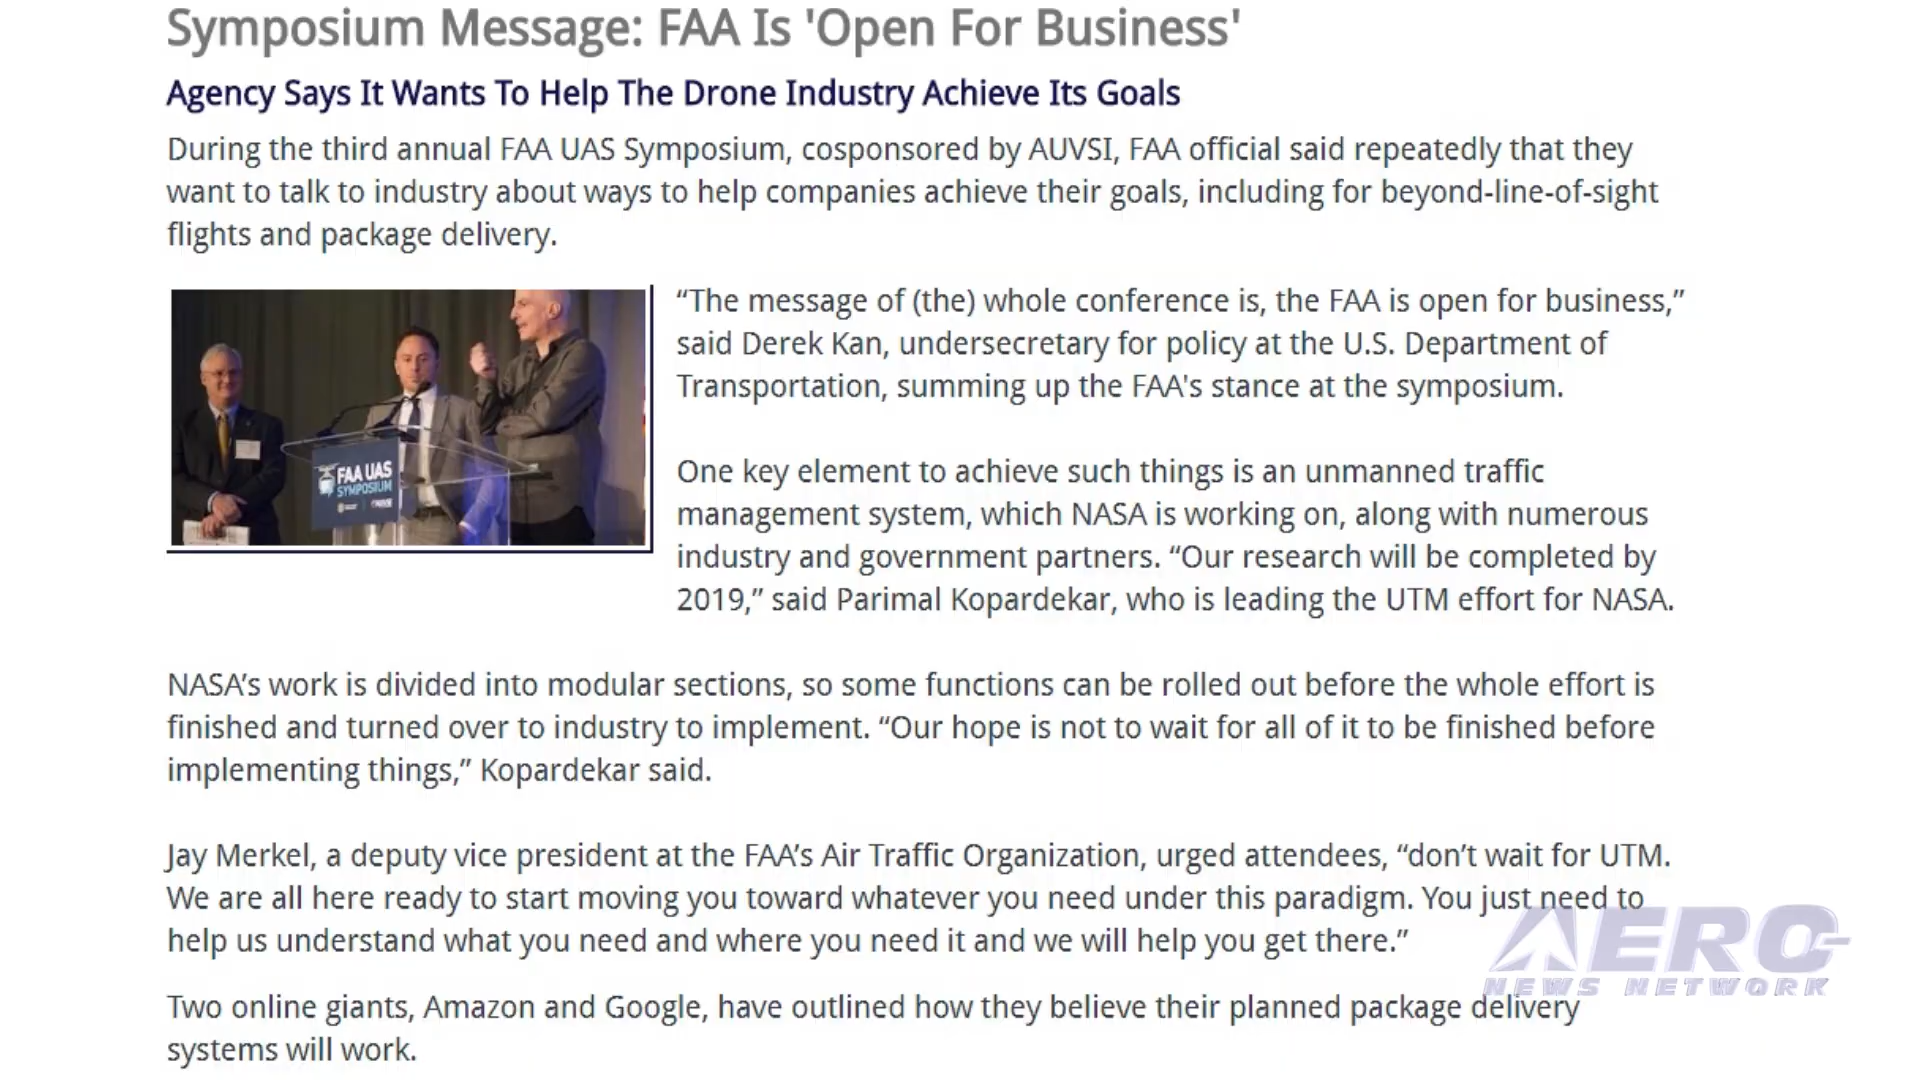 Symposium Message: FAA Is 'Open For Business'
Agency Says It Wants To Help The Drone Industry Achieve Its Goals
During the third annual FAA UAS Symposium, cosponsored by AUVSI, FAA official said repeatedly that they
want to talk to industry about ways to help companies achieve their goals, including for beyond-line-of-sight
flights and package delivery.
“The message of (the) whole conference is, the FAA is open for business,”
said Derek Kan, undersecretary for policy at the U.S. Department of
Transportation, summing up the FAA's stance at the symposium.
FAA UAS
SYMPOSIUM
One key element to achieve such things is an unmanned traffic
management system, which NASA is working on, along with numerous
industry and government partners. “Our research will be completed by
2019,” said Parimal Kopardekar, who is leading the UTM effort for NASA.
NASA’s work is divided into modular sections, so some functions can be rolled out before the whole effort is
finished and turned over to industry to implement. “Our hope is not to wait for all of it to be finished before
implementing things,” Kopardekar said.
Jay Merkel, a deputy vice president at the FAA’s Air Traffic Organization, urged attendees, “don’t wait for UTM.
We are all here ready to start moving you toward whatever you need under this paradigm. You just need to
help us understand what you need and where you need it and we will help you get there.”
AERO-
NEWS NETWORK
Two online giants, Amazon and Google, have outlined how they believe their planned package delivery
systems will work.